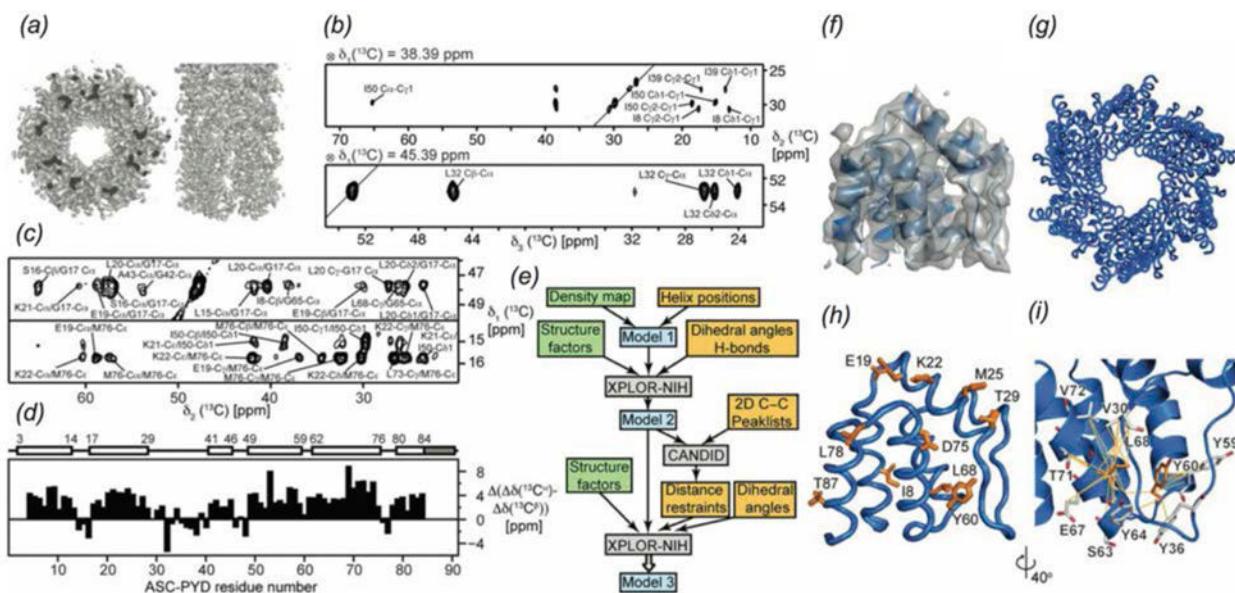 (a)
(b)
⊗ δ₁(¹³C) = 38.39 ppm
I50 Cα-Cγ1
I39 Cγ2-Cγ1
I39 Cδ1-Cγ1
I50 Cδ1-Cγ1
I50 Cγ2-Cγ1
I8 Cγ2-Cγ1
I8 Cδ1-Cγ1
25
30
70 60 50 40 30 20 10
δ₂ (¹³C) [ppm]
⊗ δ₁(¹³C) = 45.39 ppm
L32 Cβ-Cα
L32 Cγ-Cα
L32 Cδ1-Cα
L32 Cδ2-Cα
52
54
52 48 44 36 32 28 24
δ₃ (¹³C) [ppm]
(c)
S16-Cβ/G17 Cα
L20-Cα/G17-Cα
A43-Cα/G42-Cα
K21-Cα/G17-Cα
S16-Cα/G17-Cα
E19-Cα/G17-Cα
L20-Cα/G17-Cα
I8-Cβ/G65-Cα
L15-Cα/G17-Cα
L20 Cγ-G17 Cα
E19-Cβ/G17-Cα
L20-Cδ2/G17-Cα
L68-Cγ/G65-Cα
L20-Cδ1/G17-Cα
47
49
E19-Cα/M76-Cε
M76-Cβ/M76-Cε
I50-Cβ/I50-Cδ1
I50-Cγ1/I50-Cδ1
K21-Cε/I50-Cδ1
K22-Cγ/M76-Cε
K21-Cε/
I50-Cδ1
K22-Cα/M76-Cε
M76-Cα/M76-Cε
K22-Cε/M76-Cε
E19-Cγ/M76-Cε
M76-Cγ/M76-Cε
K22-Cδ/M76-Cε
L73-Cγ/M76-Cε
15
16
δ₁ (¹³C)
[ppm]
60 50 40 30
δ₂ (¹³C) [ppm]
(d)
3 14 17 29 41 46 49 59 62 76 80 84
4
0
−4
Δ(Δδ(¹³Cα)-
Δδ(¹³Cβ))
[ppm]
10 20 30 40 50 60 70 80 90
ASC-PYD residue number
(e)
Density map
Helix positions
Model 1
Structure
factors
Dihedral angles
H-bonds
XPLOR-NIH
Model 2
2D C–C
Peaklists
CANDID
Structure
factors
Distance
restraints
Dihedral
angles
XPLOR-NIH
Model 3
(f)
(g)
(h)
E19
K22
M25
T29
L78
D75
L68
T87
I8
Y60
40º
(i)
V72
V30
L68
Y59
T71
Y60
E67
Y64
Y36
S63